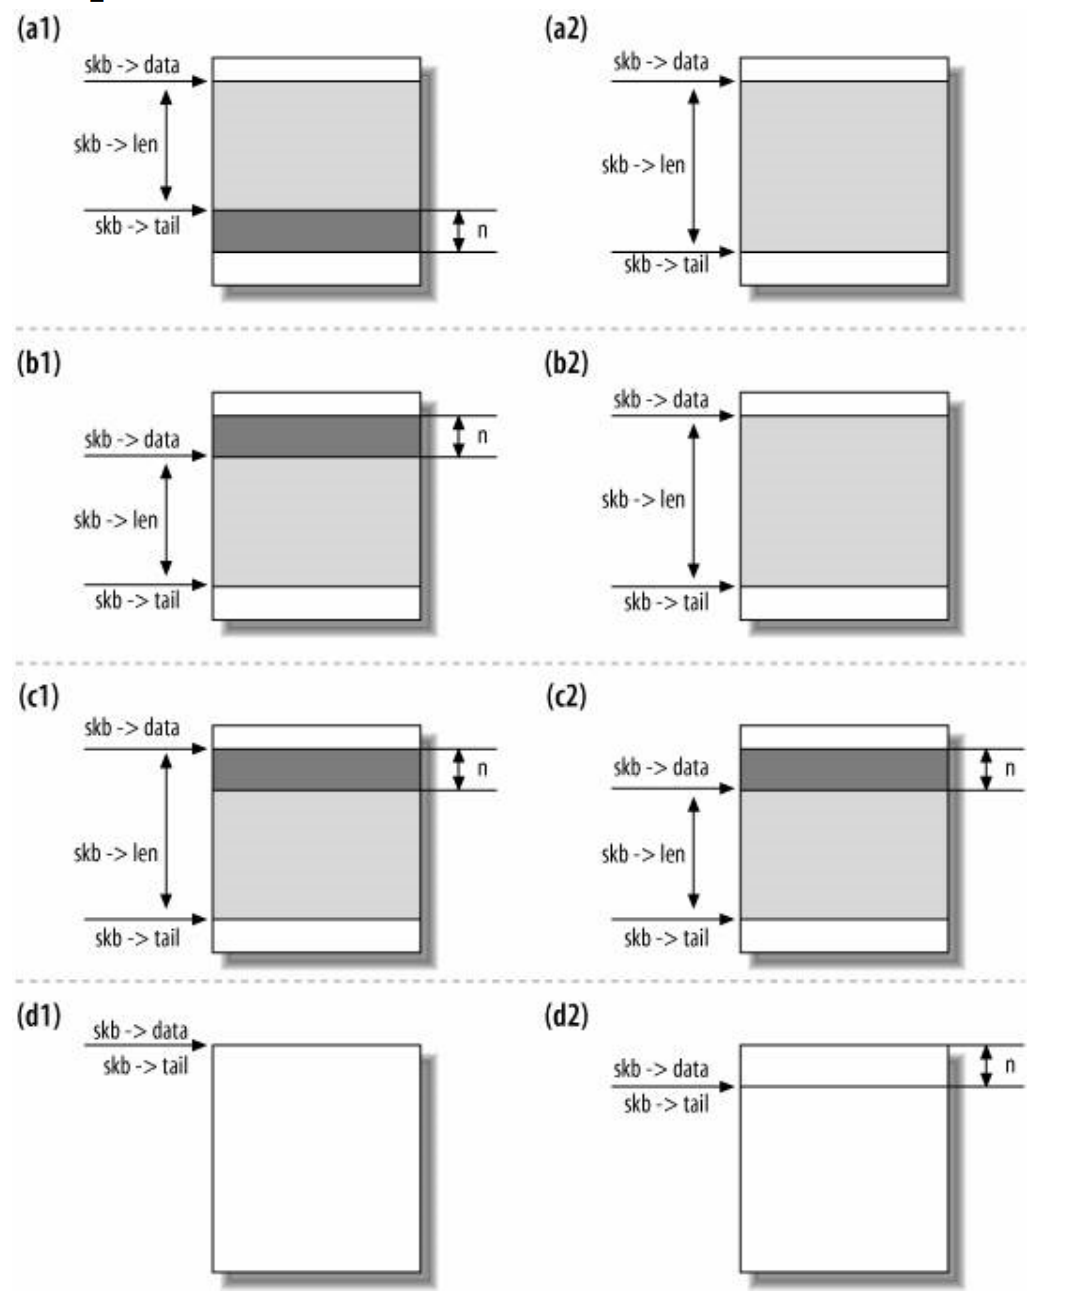 (a1)
skb -> data
skb -> len
skb -> tail
n
(a2)
skb -> data
skb -> len
skb -> tail
(b1)
skb -> data
n
skb -> len
skb -> tail
(b2)
skb -> data
skb -> len
skb -> tail
(c1)
skb -> data
n
skb -> len
skb -> tail
(c2)
skb -> data
n
skb -> len
skb -> tail
(d1)
skb -> data
skb -> tail
(d2)
n
skb -> data
skb -> tail